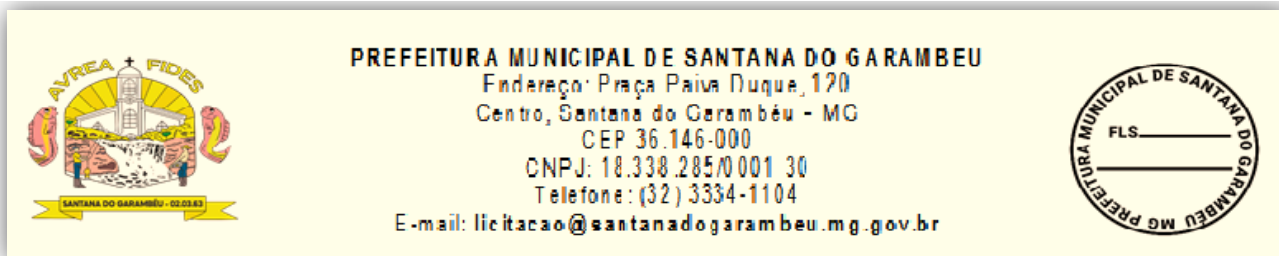 AVREA FIDES
SANTANA DO GARAMBÉU - 02.03.63
PREFEITURA MUNICIPAL DE SANTANA DO GARAMBEU
Endereço: Praça Paiva Duque, 120
Centro, Santana do Garambéu - MG
CEP 36.146-000
CNPJ: 18.338.285/0001 30
Telefone: (32) 3334-1104
E-mail: licitacao@santanadogarambeu.mg.gov.br
PREFEITURA MUNICIPAL DE SANTANA DO GARAMBÉU MG
FLS.